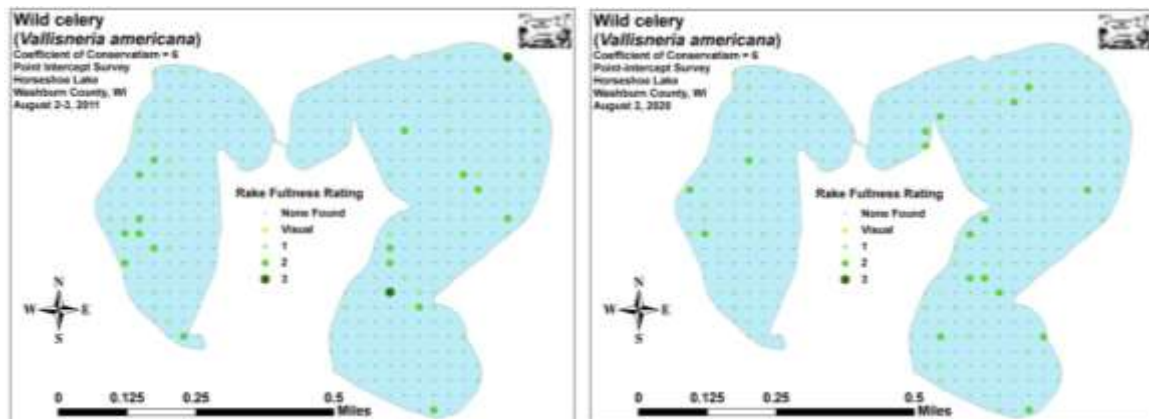 Wild celery
(Vallisneria americana)
Coefficient of Conservatism = 6
Point Intercept Survey
Horseshoe Lake
Washburn County, WI
August 2-3, 2011
Rake Fullness Rating
None Found
Visual
1
2
3
N
W E
S
0 0.125 0.25 0.5
Miles
Wild celery
(Vallisneria americana)
Coefficient of Conservatism = 6
Point-intercept Survey
Horseshoe Lake
Washburn County, WI
August 2, 2020
Rake Fullness Rating
None Found
Visual
1
2
3
N
W E
S
0 0.125 0.25 0.5
Miles